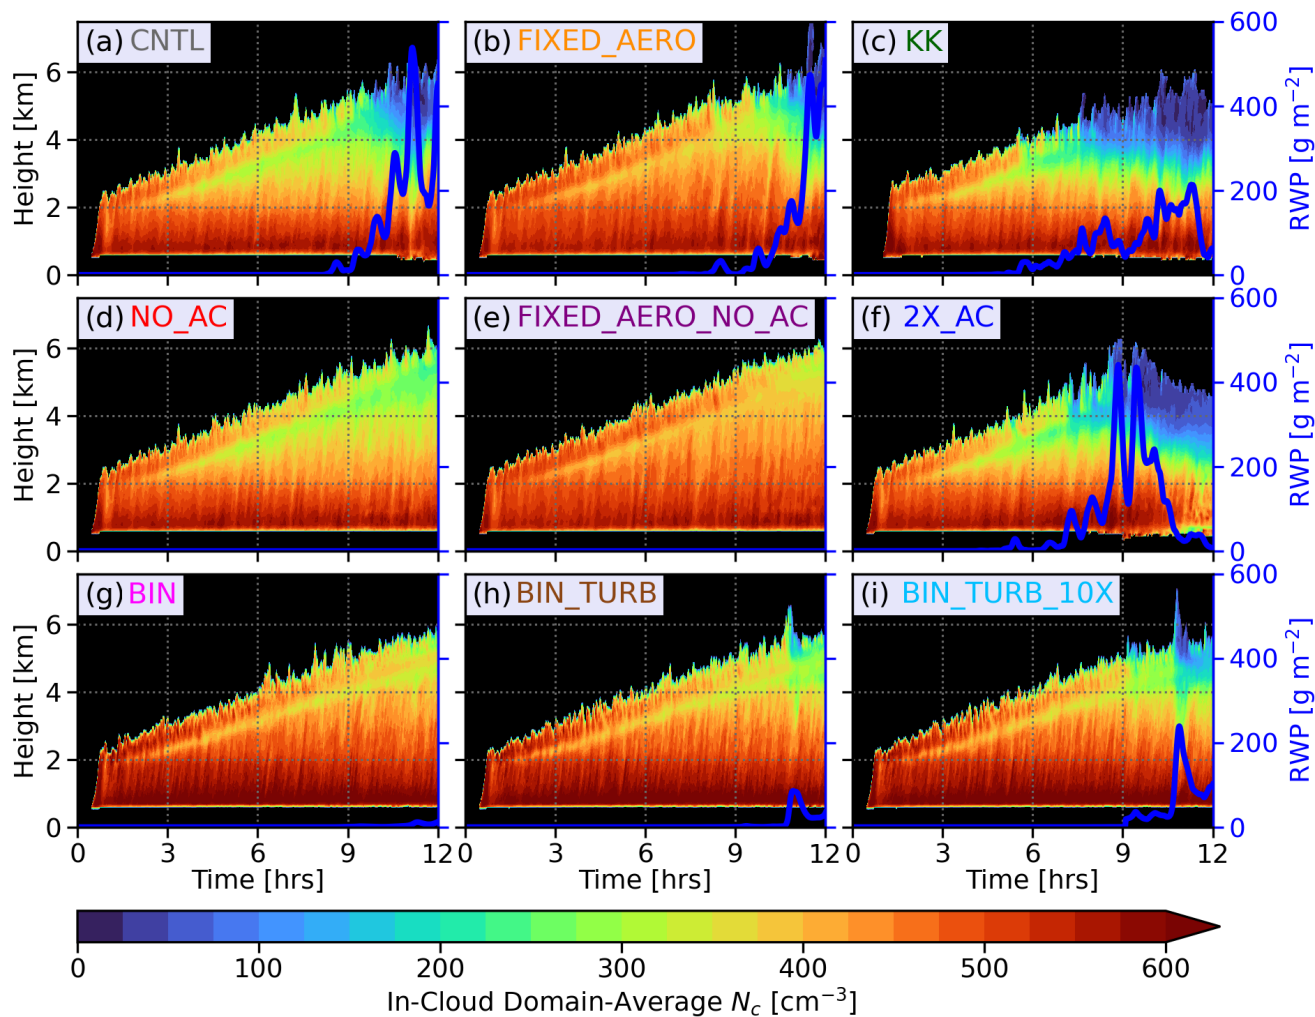 (a) CNTL
(b) FIXED_AERO
(c) KK
600
6
4
2
0
Height [km]
400
200
0
RWP [g m⁻²]
(d) NO_AC
(e) FIXED_AERO_NO_AC
(f) 2X_AC
600
6
4
2
0
Height [km]
400
200
0
RWP [g m⁻²]
(g) BIN
(h) BIN_TURB
(i) BIN_TURB_10X
600
6
4
2
0
Height [km]
400
200
0
RWP [g m⁻²]
0 3 6 9 12
0 3 6 9 12
0 3 6 9 12
Time [hrs]
Time [hrs]
Time [hrs]
0 100 200 300 400 500 600
In-Cloud Domain-Average N_c [cm⁻³]